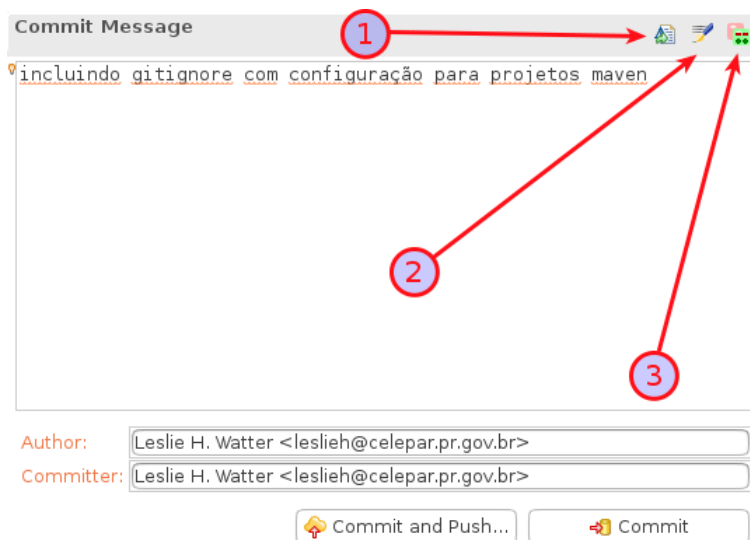 Commit Message
1
incluindo gitignore com configuração para projetos maven
2
3
Author: Leslie H. Watter <leslieh@celepar.pr.gov.br>
Committer: Leslie H. Watter <leslieh@celepar.pr.gov.br>
Commit and Push... Commit